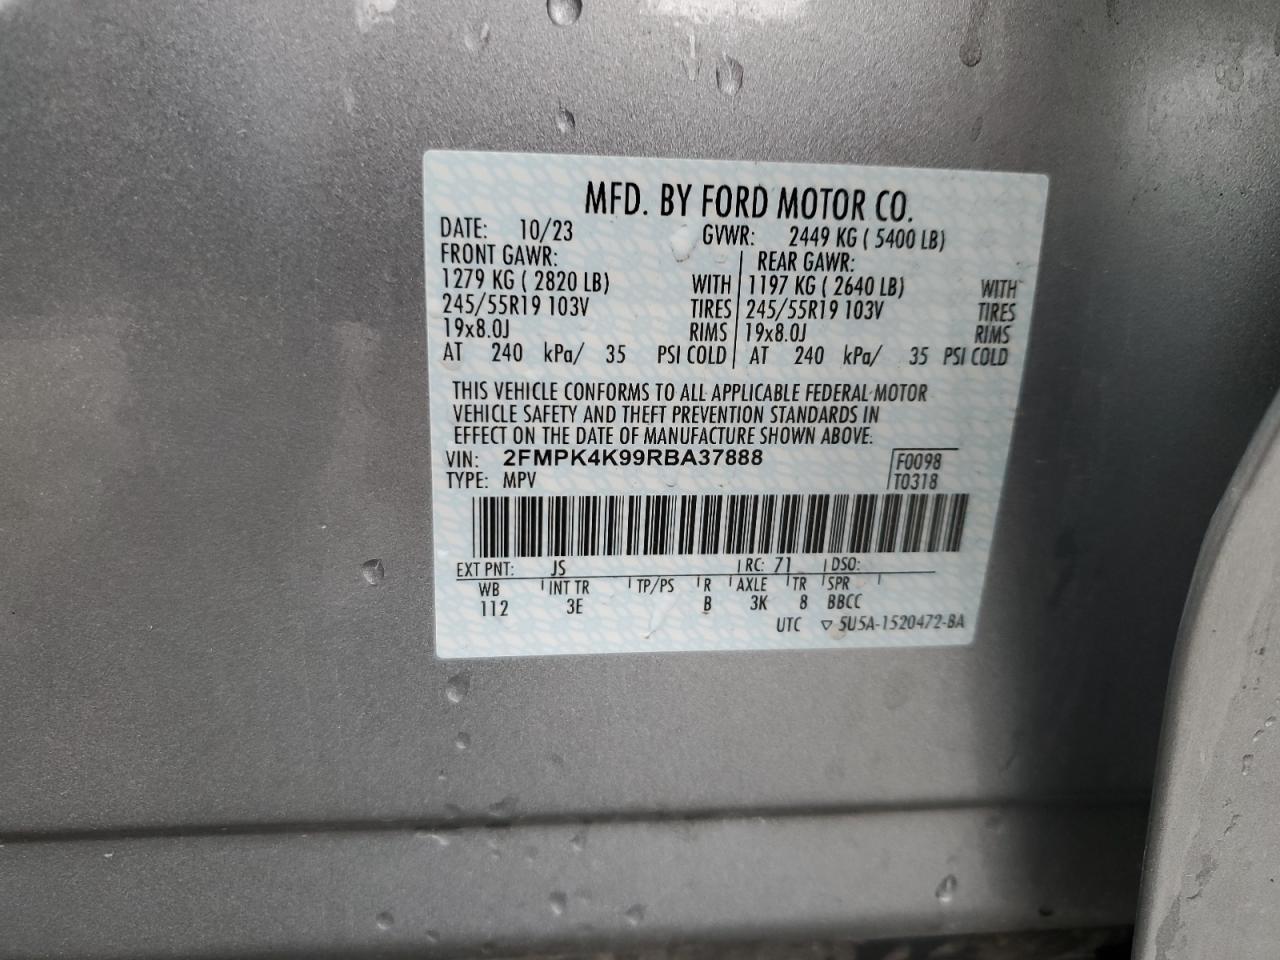 MFD. BY FORD MOTOR CO.
DATE: 10/23 GVWR: 2449 KG ( 5400 LB)
FRONT GAWR: REAR GAWR:
1279 KG ( 2820 LB) WITH 1197 KG ( 2640 LB) WITH
245/55R19 103V TIRES 245/55R19 103V TIRES
19x8.0J RIMS 19x8.0J RIMS
AT 240 kPa/ 35 PSI COLD AT 240 kPa/ 35 PSI COLD
THIS VEHICLE CONFORMS TO ALL APPLICABLE FEDERAL MOTOR
VEHICLE SAFETY AND THEFT PREVENTION STANDARDS IN
EFFECT ON THE DATE OF MANUFACTURE SHOWN ABOVE.
VIN: 2FMPK4K99RBA37888 F0098
TYPE: MPV T0318
EXT PNT: JS RC: 71 DSO:
WB INT TR TP/PS R AXLE TR SPR
112 3E B 3K 8 BBCC
UTC ▽ 5U5A-1520472-BA